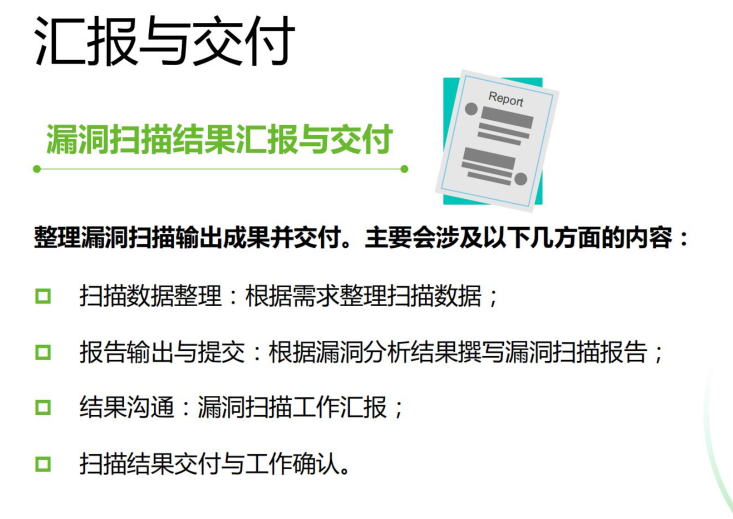 汇报与交付
Report
漏洞扫描结果汇报与交付
整理漏洞扫描输出成果并交付。主要会涉及以下几方面的内容：
扫描数据整理：根据需求整理扫描数据；
报告输出与提交：根据漏洞分析结果撰写漏洞扫描报告；
结果沟通：漏洞扫描工作汇报；
扫描结果交付与工作确认。